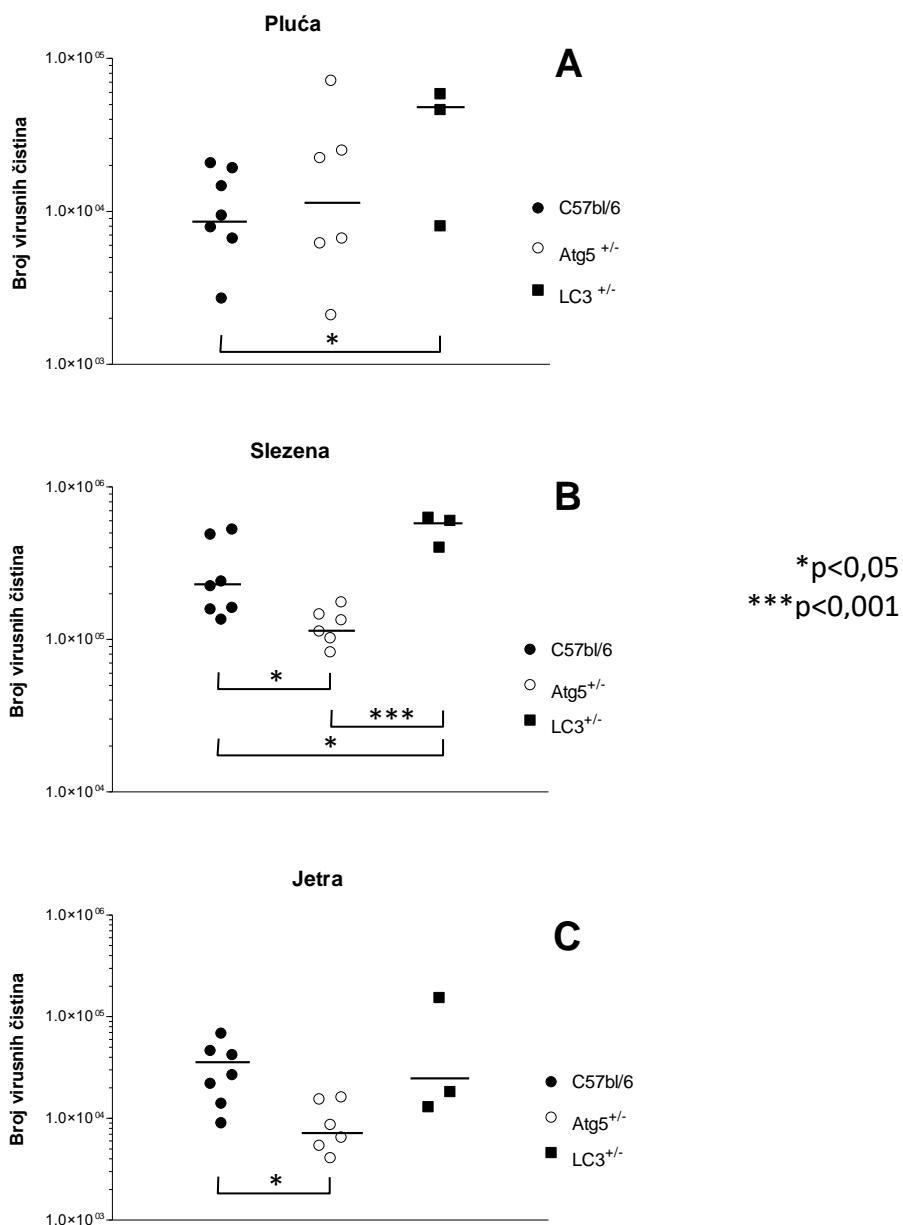 Pluća
A
Broj virusnih čistina
1.0×10⁰⁵
1.0×10⁰⁴
1.0×10⁰³
C57bl/6
Atg5 +/-
LC3 +/-
*
Slezena
B
Broj virusnih čistina
1.0×10⁰⁶
1.0×10⁰⁵
1.0×10⁰⁴
C57bl/6
Atg5+/-
LC3+/-
*
***
*
*p<0,05
***p<0,001
Jetra
C
Broj virusnih čistina
1.0×10⁰⁶
1.0×10⁰⁵
1.0×10⁰⁴
1.0×10⁰³
C57bl/6
Atg5+/-
LC3+/-
*